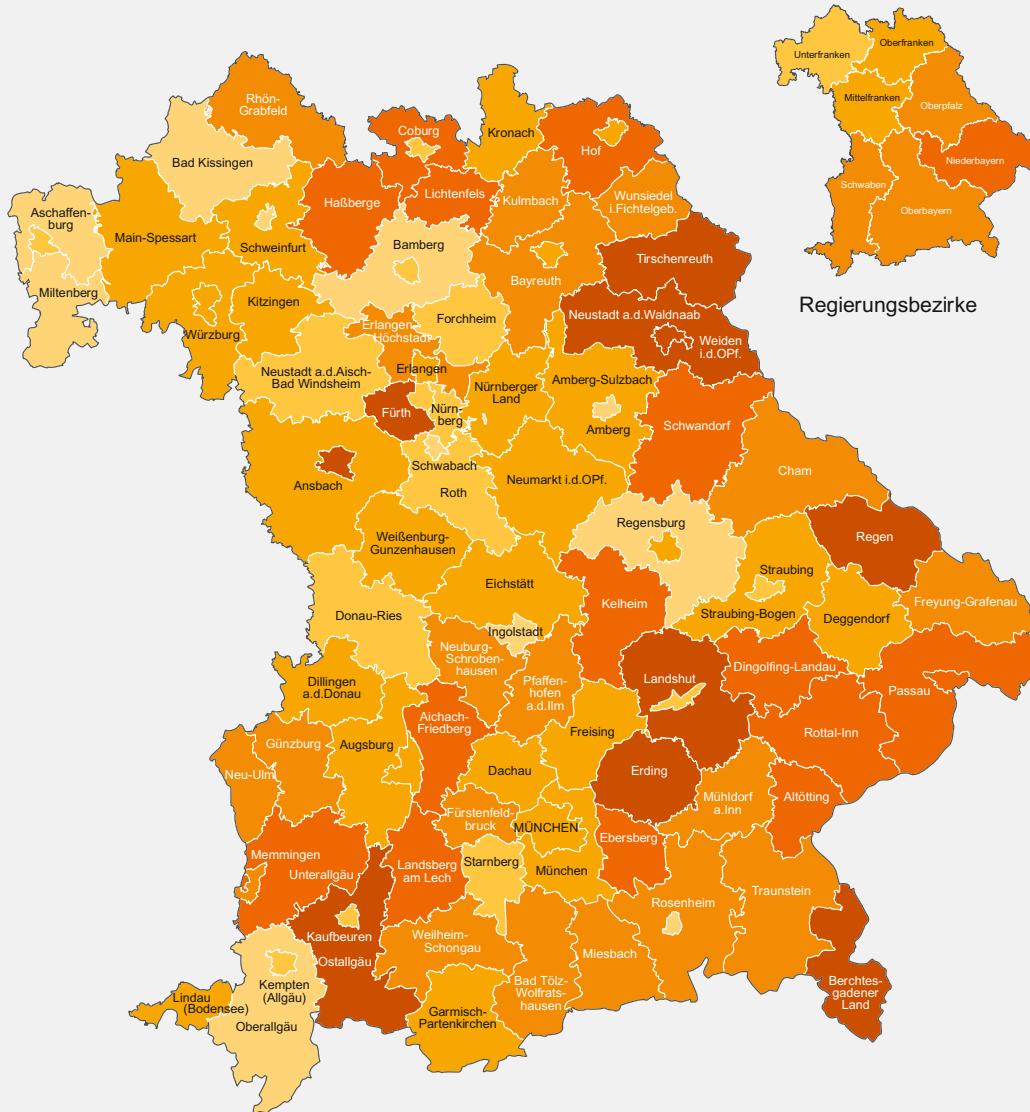 Unterfranken
Oberfranken
Mittelfranken
Oberpfalz
Niederbayern
Schwaben
Oberbayern
Regierungsbezirke
Rhön-
Grabfeld
Coburg
Kronach
Hof
Bad Kissingen
Lichtenfels
Haßberge
Kulmbach
Wunsiedel
i.Fichtelgeb.
Aschaffen-
burg
Main-Spessart
Schweinfurt
Bamberg
Bayreuth
Tirschenreuth
Miltenberg
Kitzingen
Würzburg
Forchheim
Neustadt a.d.Waldnaab
Weiden
i.d.OPf.
Erlangen-
Höchstadt
Neustadt a.d.Aisch-
Bad Windsheim
Erlangen
Nürnberger
Land
Amberg-Sulzbach
Fürth
Nürn-
berg
Amberg
Schwandorf
Schwabach
Ansbach
Roth
Neumarkt i.d.OPf.
Cham
Regensburg
Weißenburg-
Gunzenhausen
Regen
Straubing
Eichstätt
Kelheim
Freyung-Grafenau
Donau-Ries
Straubing-Bogen
Deggendorf
Ingolstadt
Neuburg-
Schroben-
hausen
Dingolfing-Landau
Landshut
Passau
Dillingen
a.d.Donau
Pfaffen-
hofen
a.d.Ilm
Aichach-
Friedberg
Rottal-Inn
Günzburg
Augsburg
Freising
Neu-Ulm
Dachau
Erding
Mühldorf
a.Inn
Altötting
Fürstenfeld-
bruck
MÜNCHEN
Ebersberg
Memmingen
Unterallgäu
Landsberg
am Lech
Starnberg
München
Traunstein
Rosenheim
Kaufbeuren
Weilheim-
Schongau
Miesbach
Ostallgäu
Bad Tölz-
Wolfrats-
hausen
Berchtes-
gadener
Land
Kempten
(Allgäu)
Lindau
(Bodensee)
Oberallgäu
Garmisch-
Partenkirchen